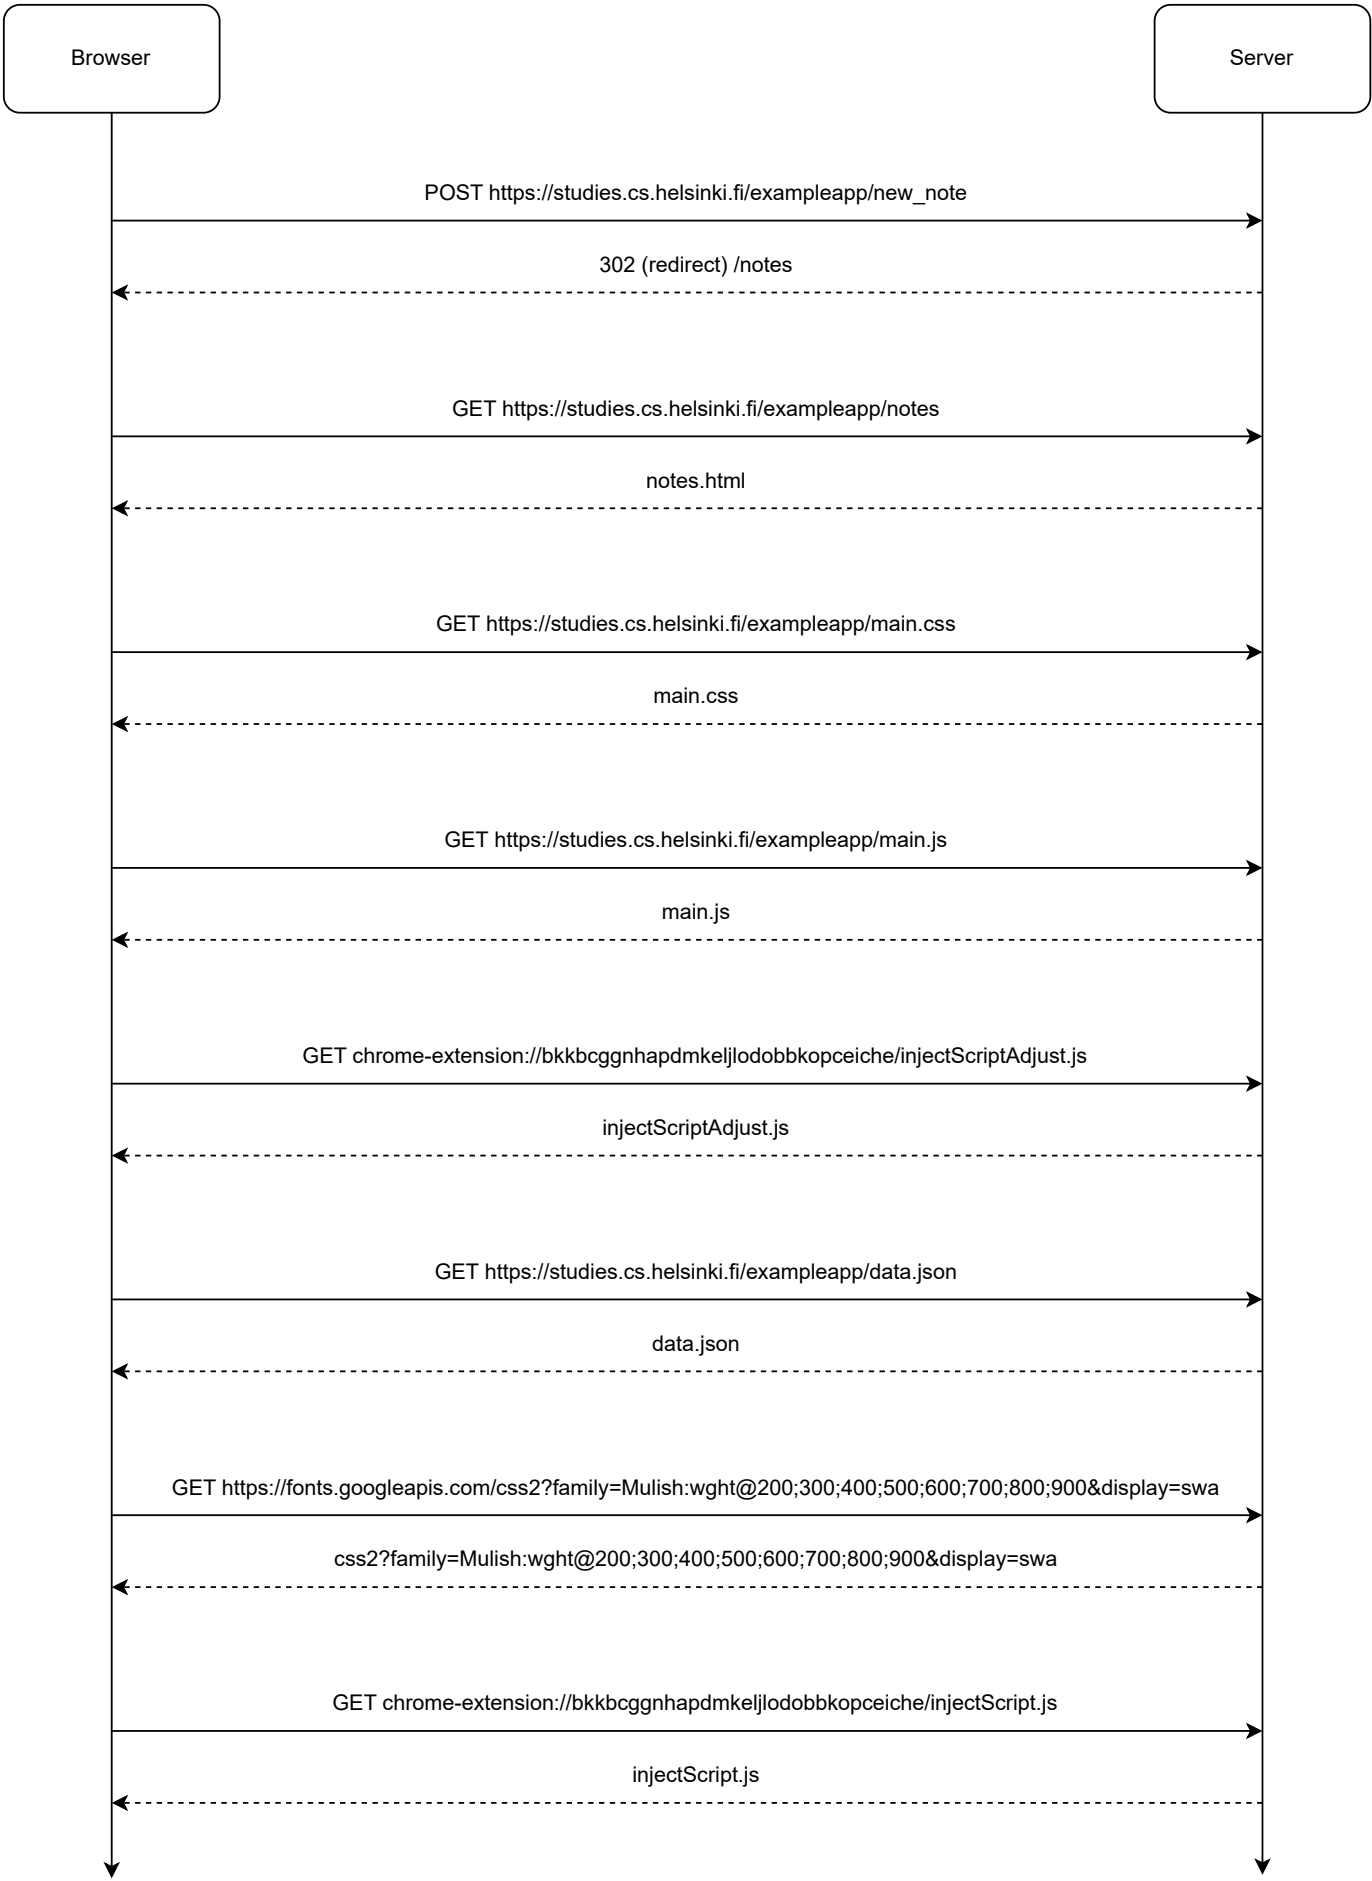 Browser
Server
POST https://studies.cs.helsinki.fi/exampleapp/new_note
302 (redirect) /notes
GET https://studies.cs.helsinki.fi/exampleapp/notes
notes.html
GET https://studies.cs.helsinki.fi/exampleapp/main.css
main.css
GET https://studies.cs.helsinki.fi/exampleapp/main.js
main.js
GET chrome-extension://bkkbcggnhapdmkeljlodobbkopceiche/injectScriptAdjust.js
injectScriptAdjust.js
GET https://studies.cs.helsinki.fi/exampleapp/data.json
data.json
GET https://fonts.googleapis.com/css2?family=Mulish:wght@200;300;400;500;600;700;800;900&display=swa
css2?family=Mulish:wght@200;300;400;500;600;700;800;900&display=swa
GET chrome-extension://bkkbcggnhapdmkeljlodobbkopceiche/injectScript.js
injectScript.js